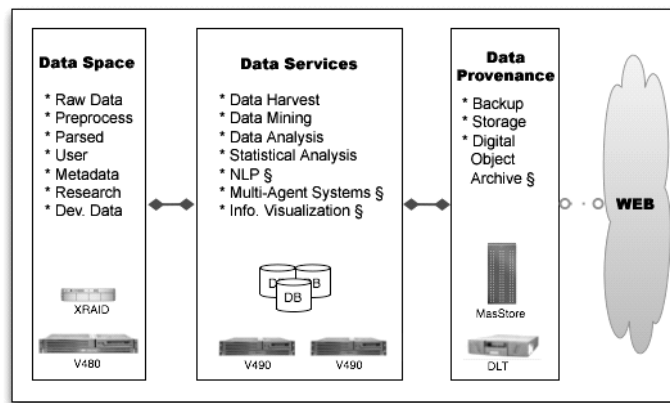 Data Space
* Raw Data
* Preprocess
* Parsed
* User
* Metadata
* Research
* Dev. Data
XRAID
V480
Data Services
* Data Harvest
* Data Mining
* Data Analysis
* Statistical Analysis
* NLP §
* Multi-Agent Systems §
* Info. Visualization §
DB
V490
V490
Data
Provenance
* Backup
* Storage
* Digital
Object
Archive §
MasStore
DLT
WEB